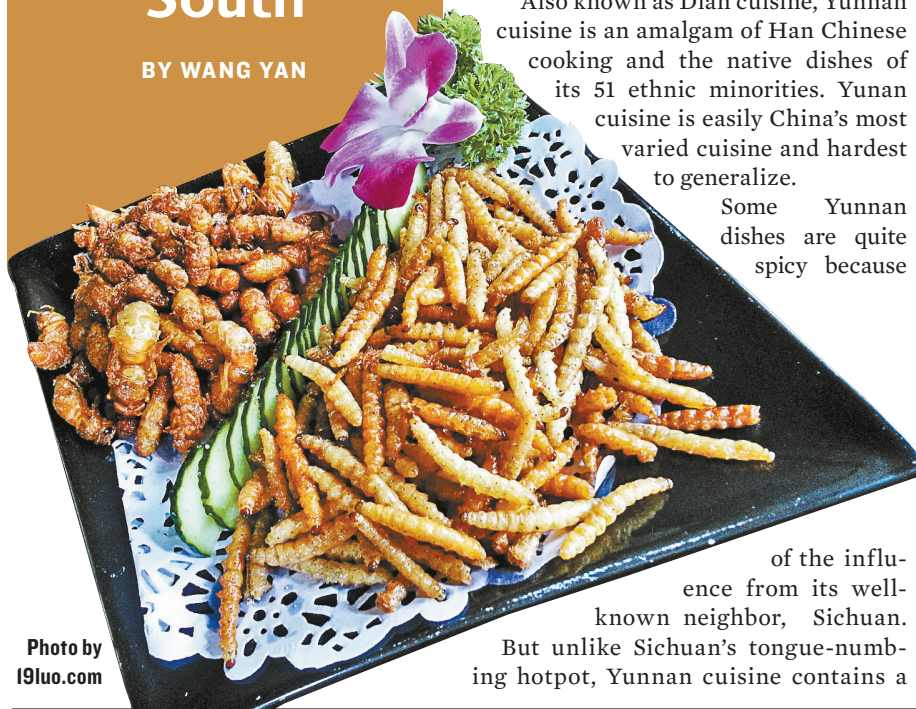 South
BY WANG YAN
Also known as Dian cuisine, Yunnan
cuisine is an amalgam of Han Chinese
cooking and the native dishes of
its 51 ethnic minorities. Yunan
cuisine is easily China's most
varied cuisine and hardest
to generalize.
Some Yunnan
dishes are quite
spicy because
of the influ-
ence from its well-
known neighbor, Sichuan.
But unlike Sichuan's tongue-numb-
ing hotpot, Yunnan cuisine contains a
Photo by
19luo.com